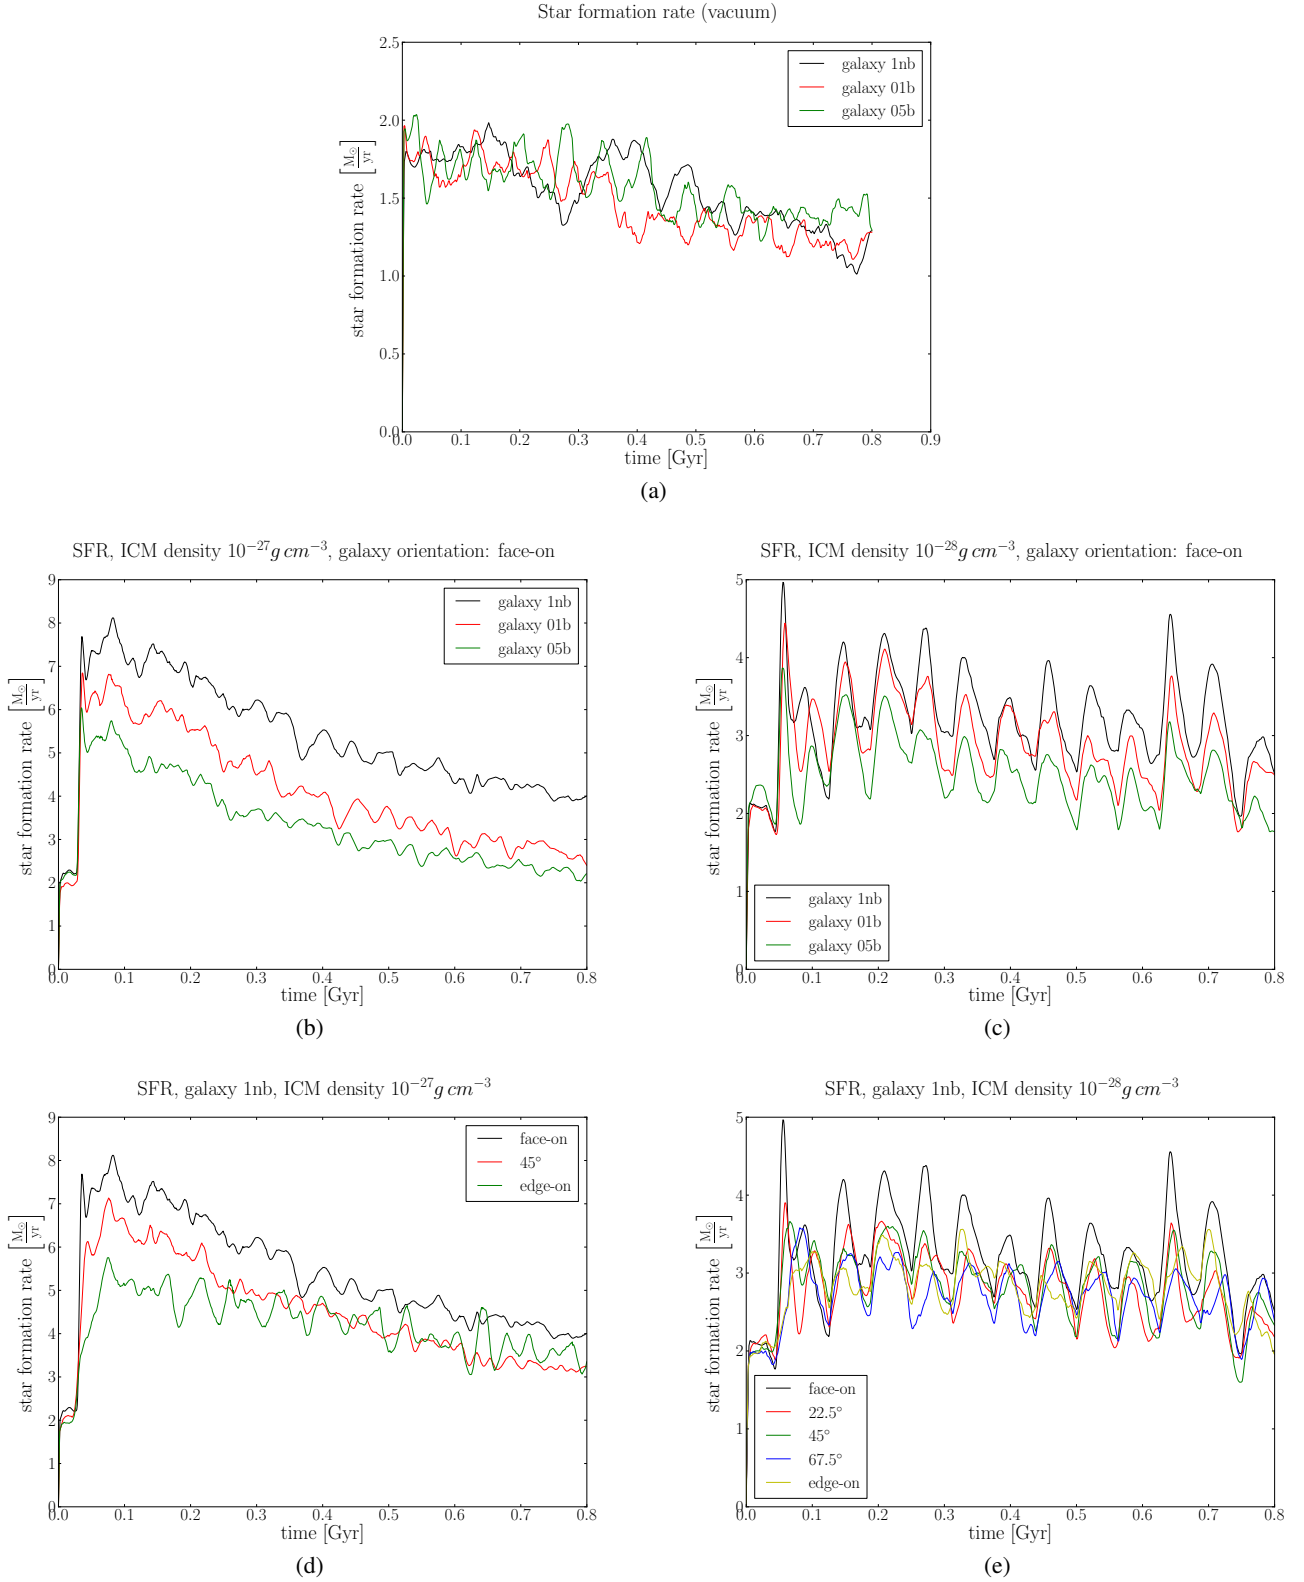 Star formation rate (vacuum)
2.5
2.0
1.5
1.0
0.5
0.0
star formation rate [M⊙/yr]
galaxy 1nb
galaxy 01b
galaxy 05b
0.0 0.1 0.2 0.3 0.4 0.5 0.6 0.7 0.8 0.9
time [Gyr]
(a)
SFR, ICM density 10⁻²⁷g cm⁻³, galaxy orientation: face-on
9
8
7
6
5
4
3
2
1
0
star formation rate [M⊙/yr]
galaxy 1nb
galaxy 01b
galaxy 05b
0.0 0.1 0.2 0.3 0.4 0.5 0.6 0.7 0.8
time [Gyr]
(b)
SFR, ICM density 10⁻²⁸g cm⁻³, galaxy orientation: face-on
5
4
3
2
1
0
star formation rate [M⊙/yr]
galaxy 1nb
galaxy 01b
galaxy 05b
0.0 0.1 0.2 0.3 0.4 0.5 0.6 0.7 0.8
time [Gyr]
(c)
SFR, galaxy 1nb, ICM density 10⁻²⁷g cm⁻³
9
8
7
6
5
4
3
2
1
0
star formation rate [M⊙/yr]
face-on
45°
edge-on
0.0 0.1 0.2 0.3 0.4 0.5 0.6 0.7 0.8
time [Gyr]
(d)
SFR, galaxy 1nb, ICM density 10⁻²⁸g cm⁻³
5
4
3
2
1
0
star formation rate [M⊙/yr]
face-on
22.5°
45°
67.5°
edge-on
0.0 0.1 0.2 0.3 0.4 0.5 0.6 0.7 0.8
time [Gyr]
(e)